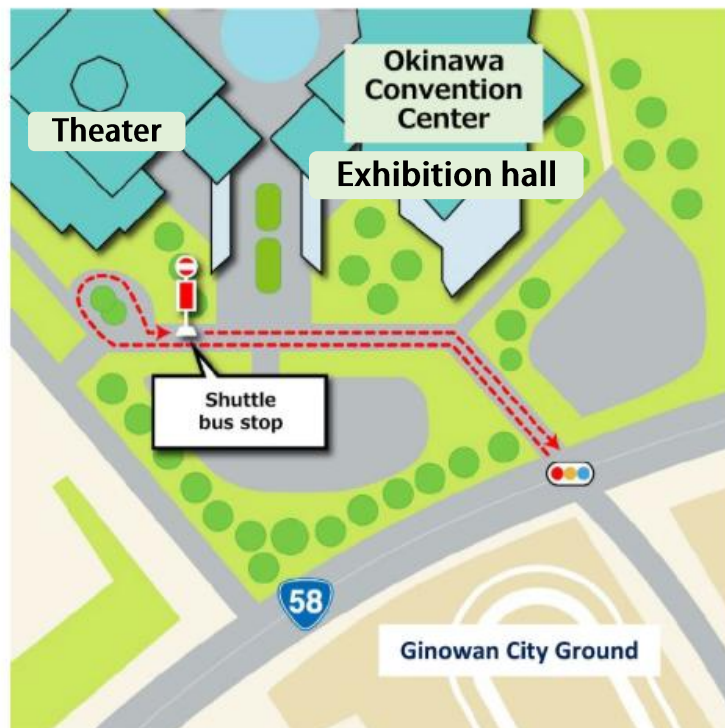 Okinawa
Convention
Center
Theater
Exhibition hall
Shuttle
bus stop
58
Ginowan City Ground